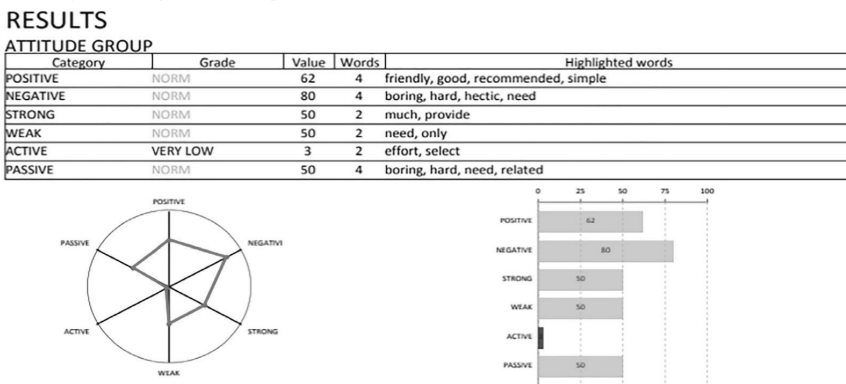 RESULTS
ATTITUDE GROUP
Category Grade Value Words Highlighted words
POSITIVE NORM 62 4 friendly, good, recommended, simple
NEGATIVE NORM 80 4 boring, hard, hectic, need
STRONG NORM 50 2 much, provide
WEAK NORM 50 2 need, only
ACTIVE VERY LOW 3 2 effort, select
PASSIVE NORM 50 4 boring, hard, need, related
POSITIVE
NEGATIVI
STRONG
WEAK
ACTIVE
PASSIVE
0 25 50 75 100
POSITIVE 62
NEGATIVE 80
STRONG 50
WEAK 50
ACTIVE
PASSIVE 50